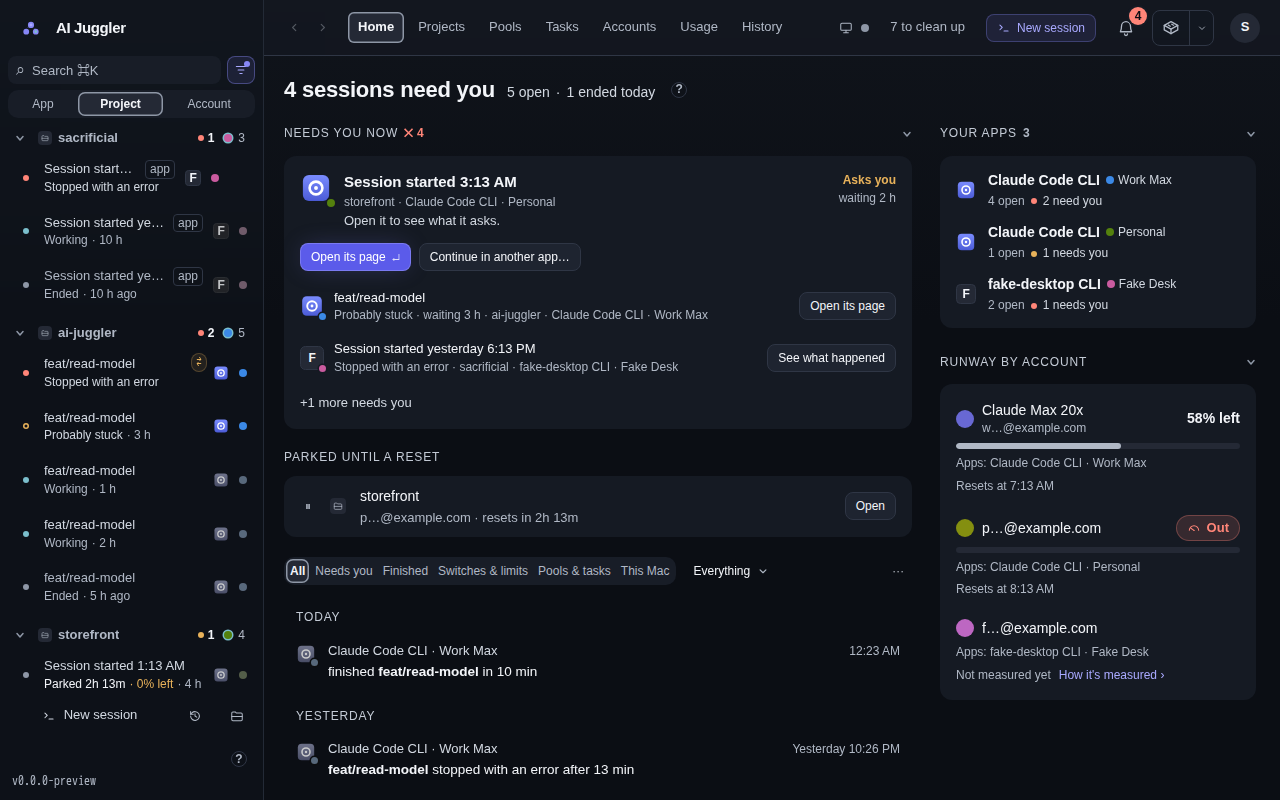 AI Juggler
Search ⌘K
App Project Account
sacrificial 1 3
Session start… app
Stopped with an error F
Session started ye… app
Working · 10 h F
Session started ye… app
Ended · 10 h ago F
ai-juggler 2 5
feat/read-model
Stopped with an error
feat/read-model
Probably stuck · 3 h
feat/read-model
Working · 1 h
feat/read-model
Working · 2 h
feat/read-model
Ended · 5 h ago
storefront 1 4
Session started 1:13 AM
Parked 2h 13m · 0% left · 4 h
New session
?
v0.0.0-preview
Home Projects Pools Tasks Accounts Usage History
7 to clean up
New session
4
S
4 sessions need you 5 open · 1 ended today ?
NEEDS YOU NOW 4
Session started 3:13 AM
storefront · Claude Code CLI · Personal
Open it to see what it asks.
Asks you
waiting 2 h
Open its page Continue in another app…
feat/read-model
Probably stuck · waiting 3 h · ai-juggler · Claude Code CLI · Work Max
Open its page
F
Session started yesterday 6:13 PM
Stopped with an error · sacrificial · fake-desktop CLI · Fake Desk
See what happened
+1 more needs you
PARKED UNTIL A RESET
storefront
p…@example.com · resets in 2h 13m
Open
All Needs you Finished Switches & limits Pools & tasks This Mac Everything ···
TODAY
Claude Code CLI · Work Max 12:23 AM
finished feat/read-model in 10 min
YESTERDAY
Claude Code CLI · Work Max Yesterday 10:26 PM
feat/read-model stopped with an error after 13 min
YOUR APPS 3
Claude Code CLI Work Max
4 open 2 need you
Claude Code CLI Personal
1 open 1 needs you
F
fake-desktop CLI Fake Desk
2 open 1 needs you
RUNWAY BY ACCOUNT
Claude Max 20x
w…@example.com
58% left
Apps: Claude Code CLI · Work Max
Resets at 7:13 AM
p…@example.com Out
Apps: Claude Code CLI · Personal
Resets at 8:13 AM
f…@example.com
Apps: fake-desktop CLI · Fake Desk
Not measured yet How it's measured ›